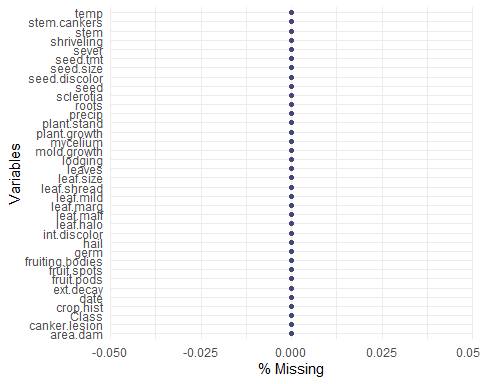 temp
stem.cankers
stem
shriveling
sever
seed.tmt
seed.size
seed.discolor
seed
sclerotia
roots
precip
plant.stand
plant.growth
mycelium
mold.growth
lodging
leaves
leaf.size
leaf.shread
leaf.mild
leaf.marg
leaf.malf
leaf.halo
int.discolor
hail
germ
fruiting.bodies
fruit.spots
fruit.pods
ext.decay
date
crop.hist
Class
canker.lesion
area.dam
Variables
-0.050 -0.025 0.000 0.025 0.050
% Missing